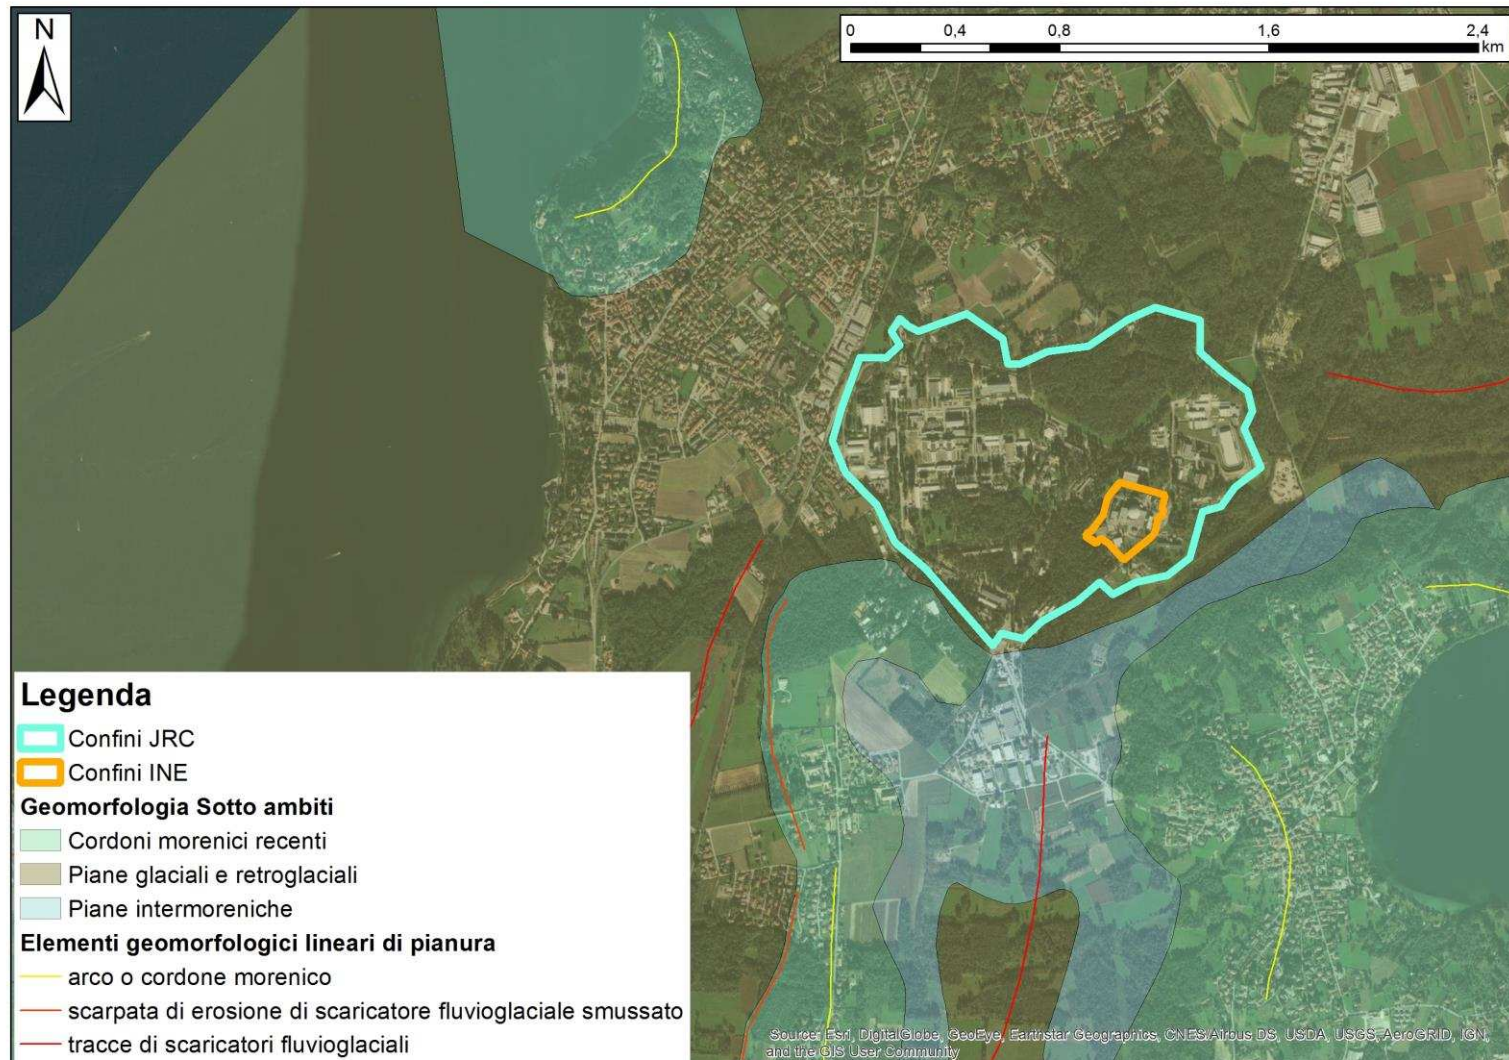 N
0 0,4 0,8 1,6 2,4
km
Legenda
Confini JRC
Confini INE
Geomorfologia Sotto ambiti
Cordoni morenici recenti
Piane glaciali e retroglaciali
Piane intermoreniche
Elementi geomorfologici lineari di pianura
arco o cordone morenico
scarpata di erosione di scaricatore fluvioglaciale smussato
tracce di scaricatori fluvioglaciali
Source: Esri, DigitalGlobe, GeoEye, Earthstar Geographics, CNES/Airbus DS, USDA, USGS, AeroGRID, IGN,
and the GIS User Community